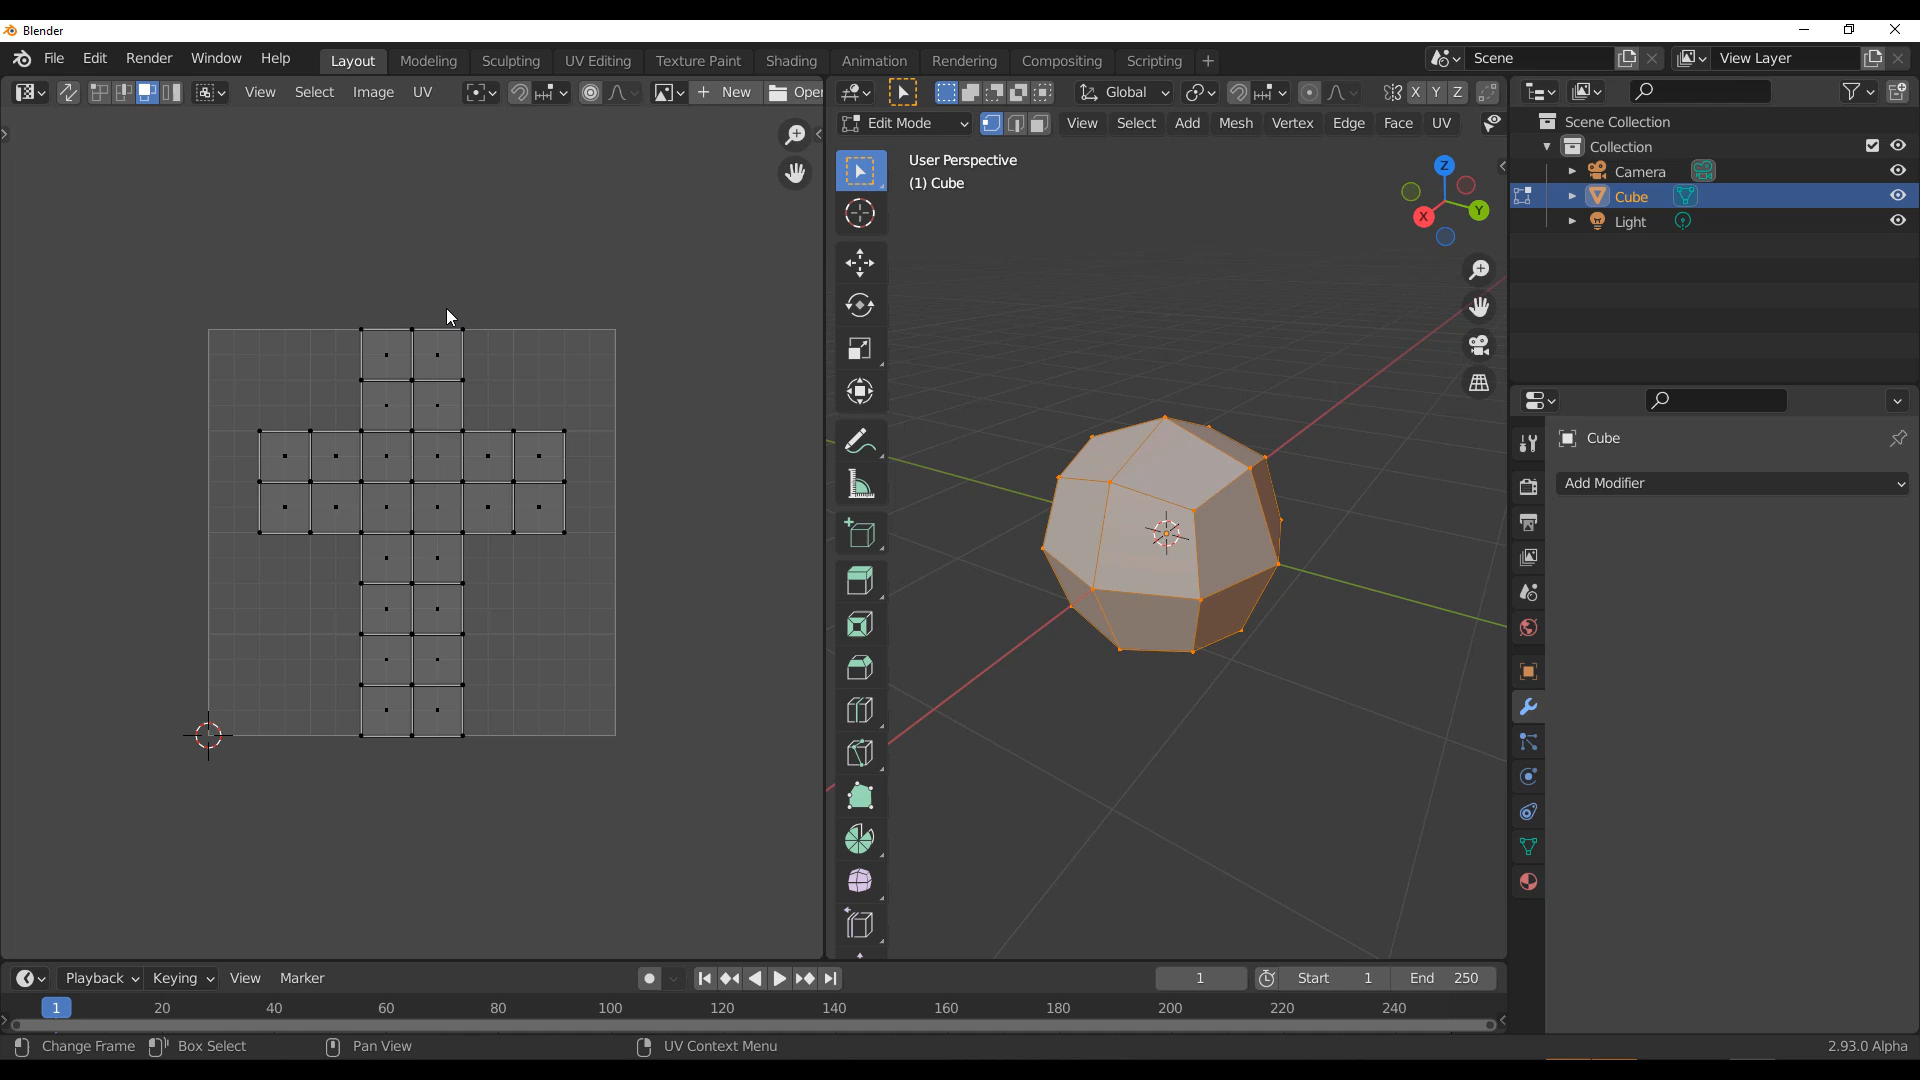 Blender
File Edit Render Window Help Layout Modeling Sculpting UV Editing Texture Paint Shading Animation Rendering Compositing Scripting + Scene View Layer
View Select Image UV + New Open Global X Y Z
Edit Mode View Select Add Mesh Vertex Edge Face UV
User Perspective
(1) Cube
Z
Y
X
Scene Collection
Collection
Camera
Cube
Light
Cube
Add Modifier
Playback Keying View Marker 1 Start 1 End 250
1 20 40 60 80 100 120 140 160 180 200 220 240
Change Frame Box Select Pan View UV Context Menu 2.93.0 Alpha